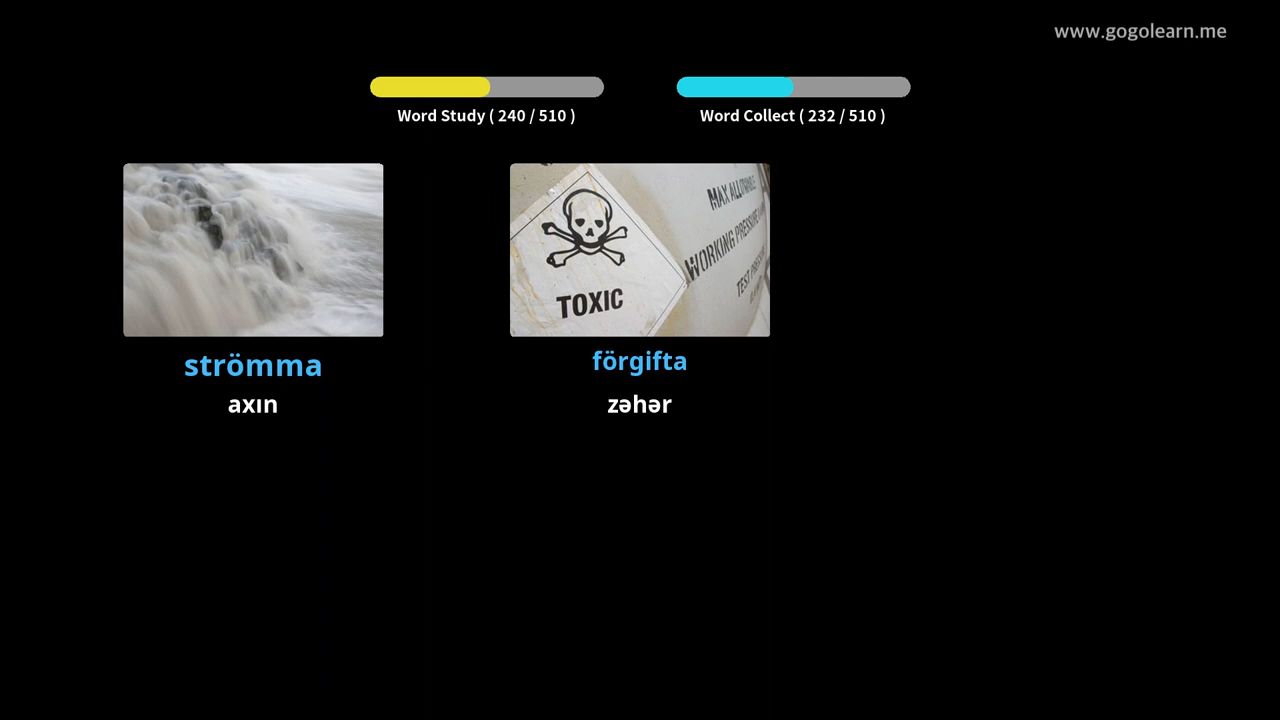 www.gogolearn.me
Word Study ( 240 / 510 )
Word Collect ( 232 / 510 )
TOXIC
MAX ALLOWABLE
WORKING PRESSURE
TEST PRESSURE
strömma
förgifta
axın
zəhər